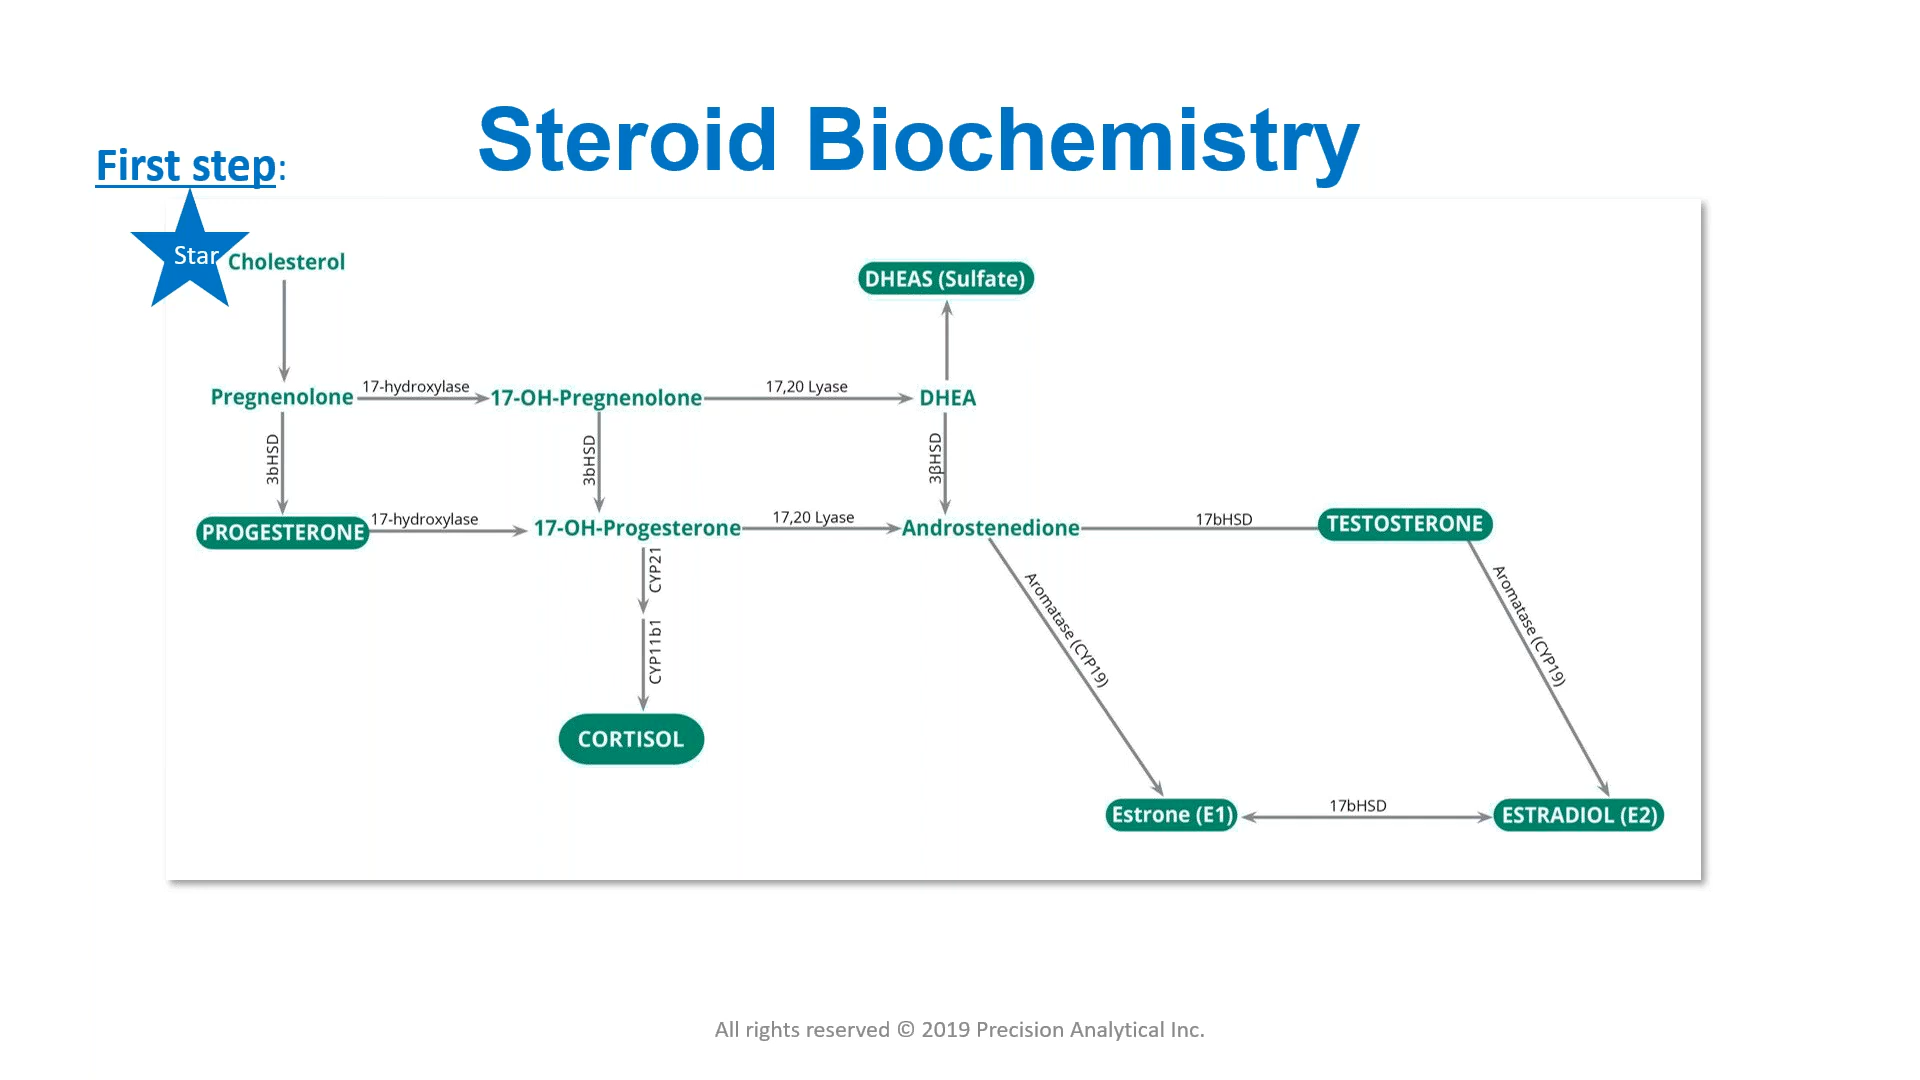 Steroid Biochemistry
First step:
Star
Cholesterol
DHEAS (Sulfate)
Pregnenolone
17-hydroxylase
17-OH-Pregnenolone
17,20 Lyase
DHEA
3bHSD
3bHSD
3βHSD
PROGESTERONE
17-hydroxylase
17-OH-Progesterone
17,20 Lyase
Androstenedione
17bHSD
TESTOSTERONE
CYP21
CYP11b1
Aromatase (CYP19)
Aromatase (CYP19)
CORTISOL
Estrone (E1)
17bHSD
ESTRADIOL (E2)
All rights reserved © 2019 Precision Analytical Inc.